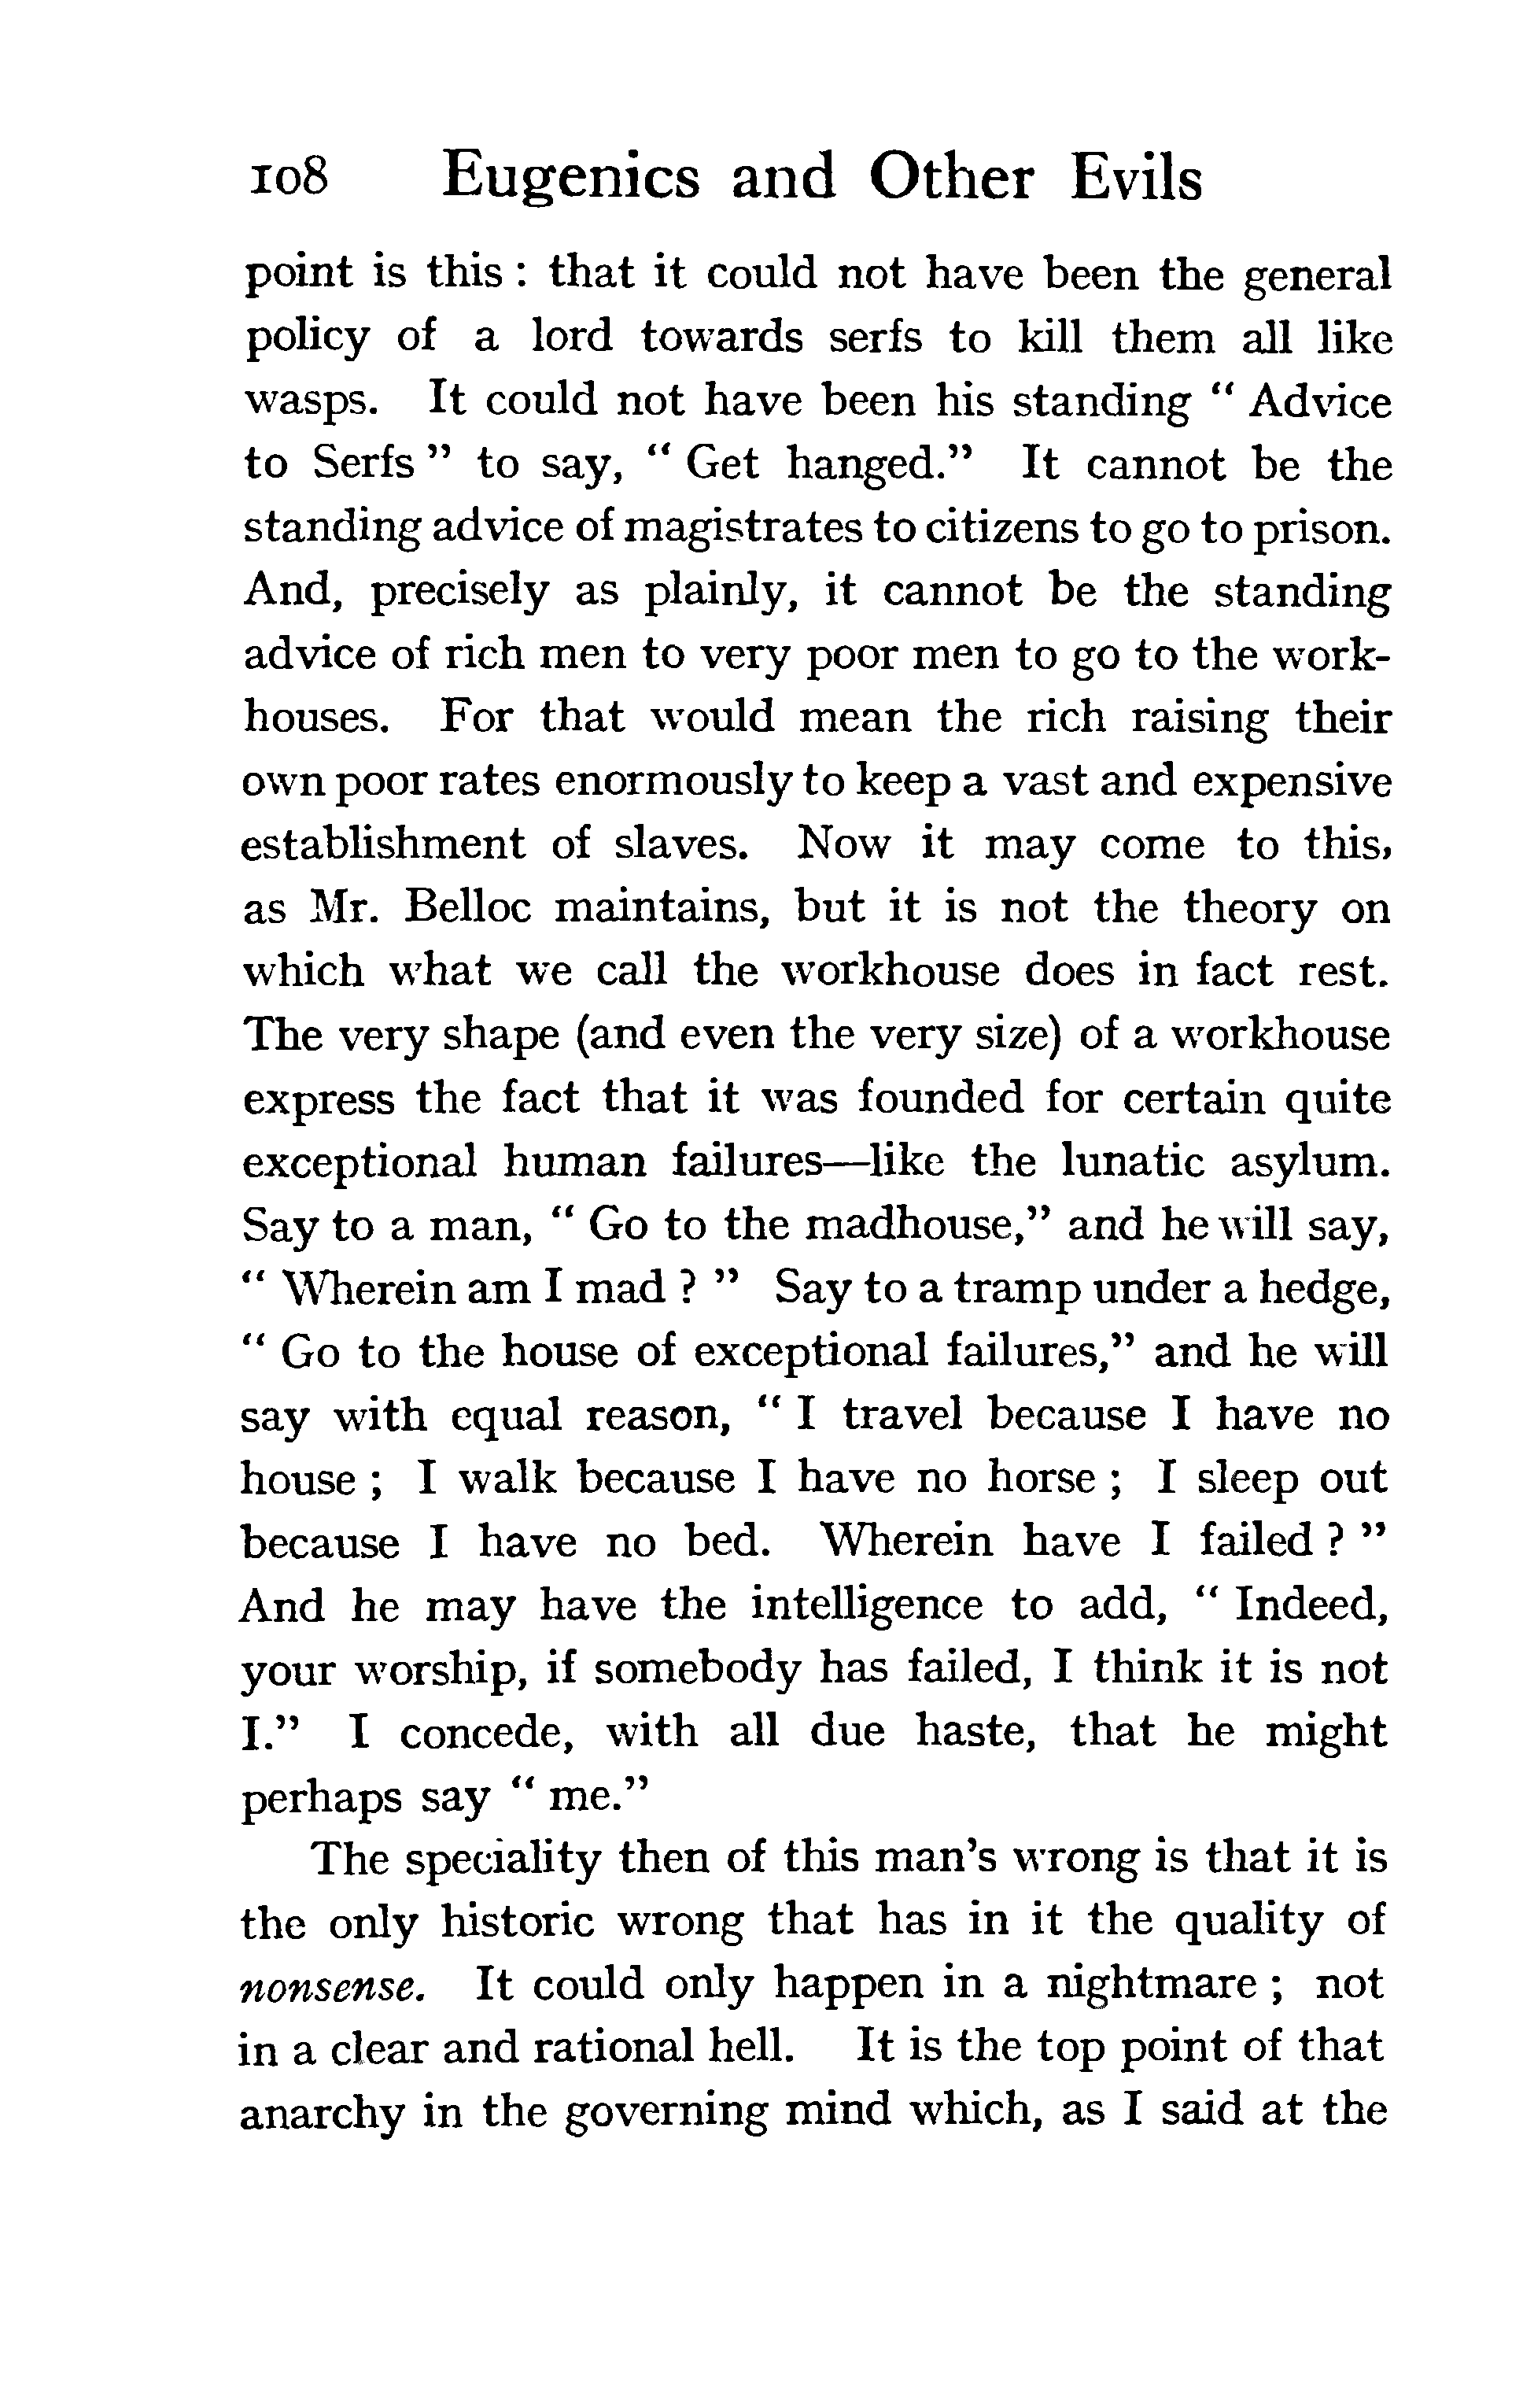 108 Eugenics and Other Evils
point is this : that it could not have been the general
policy of a lord towards serfs to kill them all like
wasps. It could not have been his standing “ Advice
to Serfs ” to say, “ Get hanged.” It cannot be the
standing advice of magistrates to citizens to go to prison.
And, precisely as plainly, it cannot be the standing
advice of rich men to very poor men to go to the work-
houses. For that would mean the rich raising their
own poor rates enormously to keep a vast and expensive
establishment of slaves. Now it may come to this,
as Mr. Belloc maintains, but it is not the theory on
which what we call the workhouse does in fact rest.
The very shape (and even the very size) of a workhouse
express the fact that it was founded for certain quite
exceptional human failures—like the lunatic asylum.
Say to a man, “ Go to the madhouse,” and he will say,
“ Wherein am I mad ? ” Say to a tramp under a hedge,
“ Go to the house of exceptional failures,” and he will
say with equal reason, “ I travel because I have no
house ; I walk because I have no horse ; I sleep out
because I have no bed. Wherein have I failed ? ”
And he may have the intelligence to add, “ Indeed,
your worship, if somebody has failed, I think it is not
I.” I concede, with all due haste, that he might
perhaps say “ me.”
The speciality then of this man’s wrong is that it is
the only historic wrong that has in it the quality of
nonsense. It could only happen in a nightmare ; not
in a clear and rational hell. It is the top point of that
anarchy in the governing mind which, as I said at the